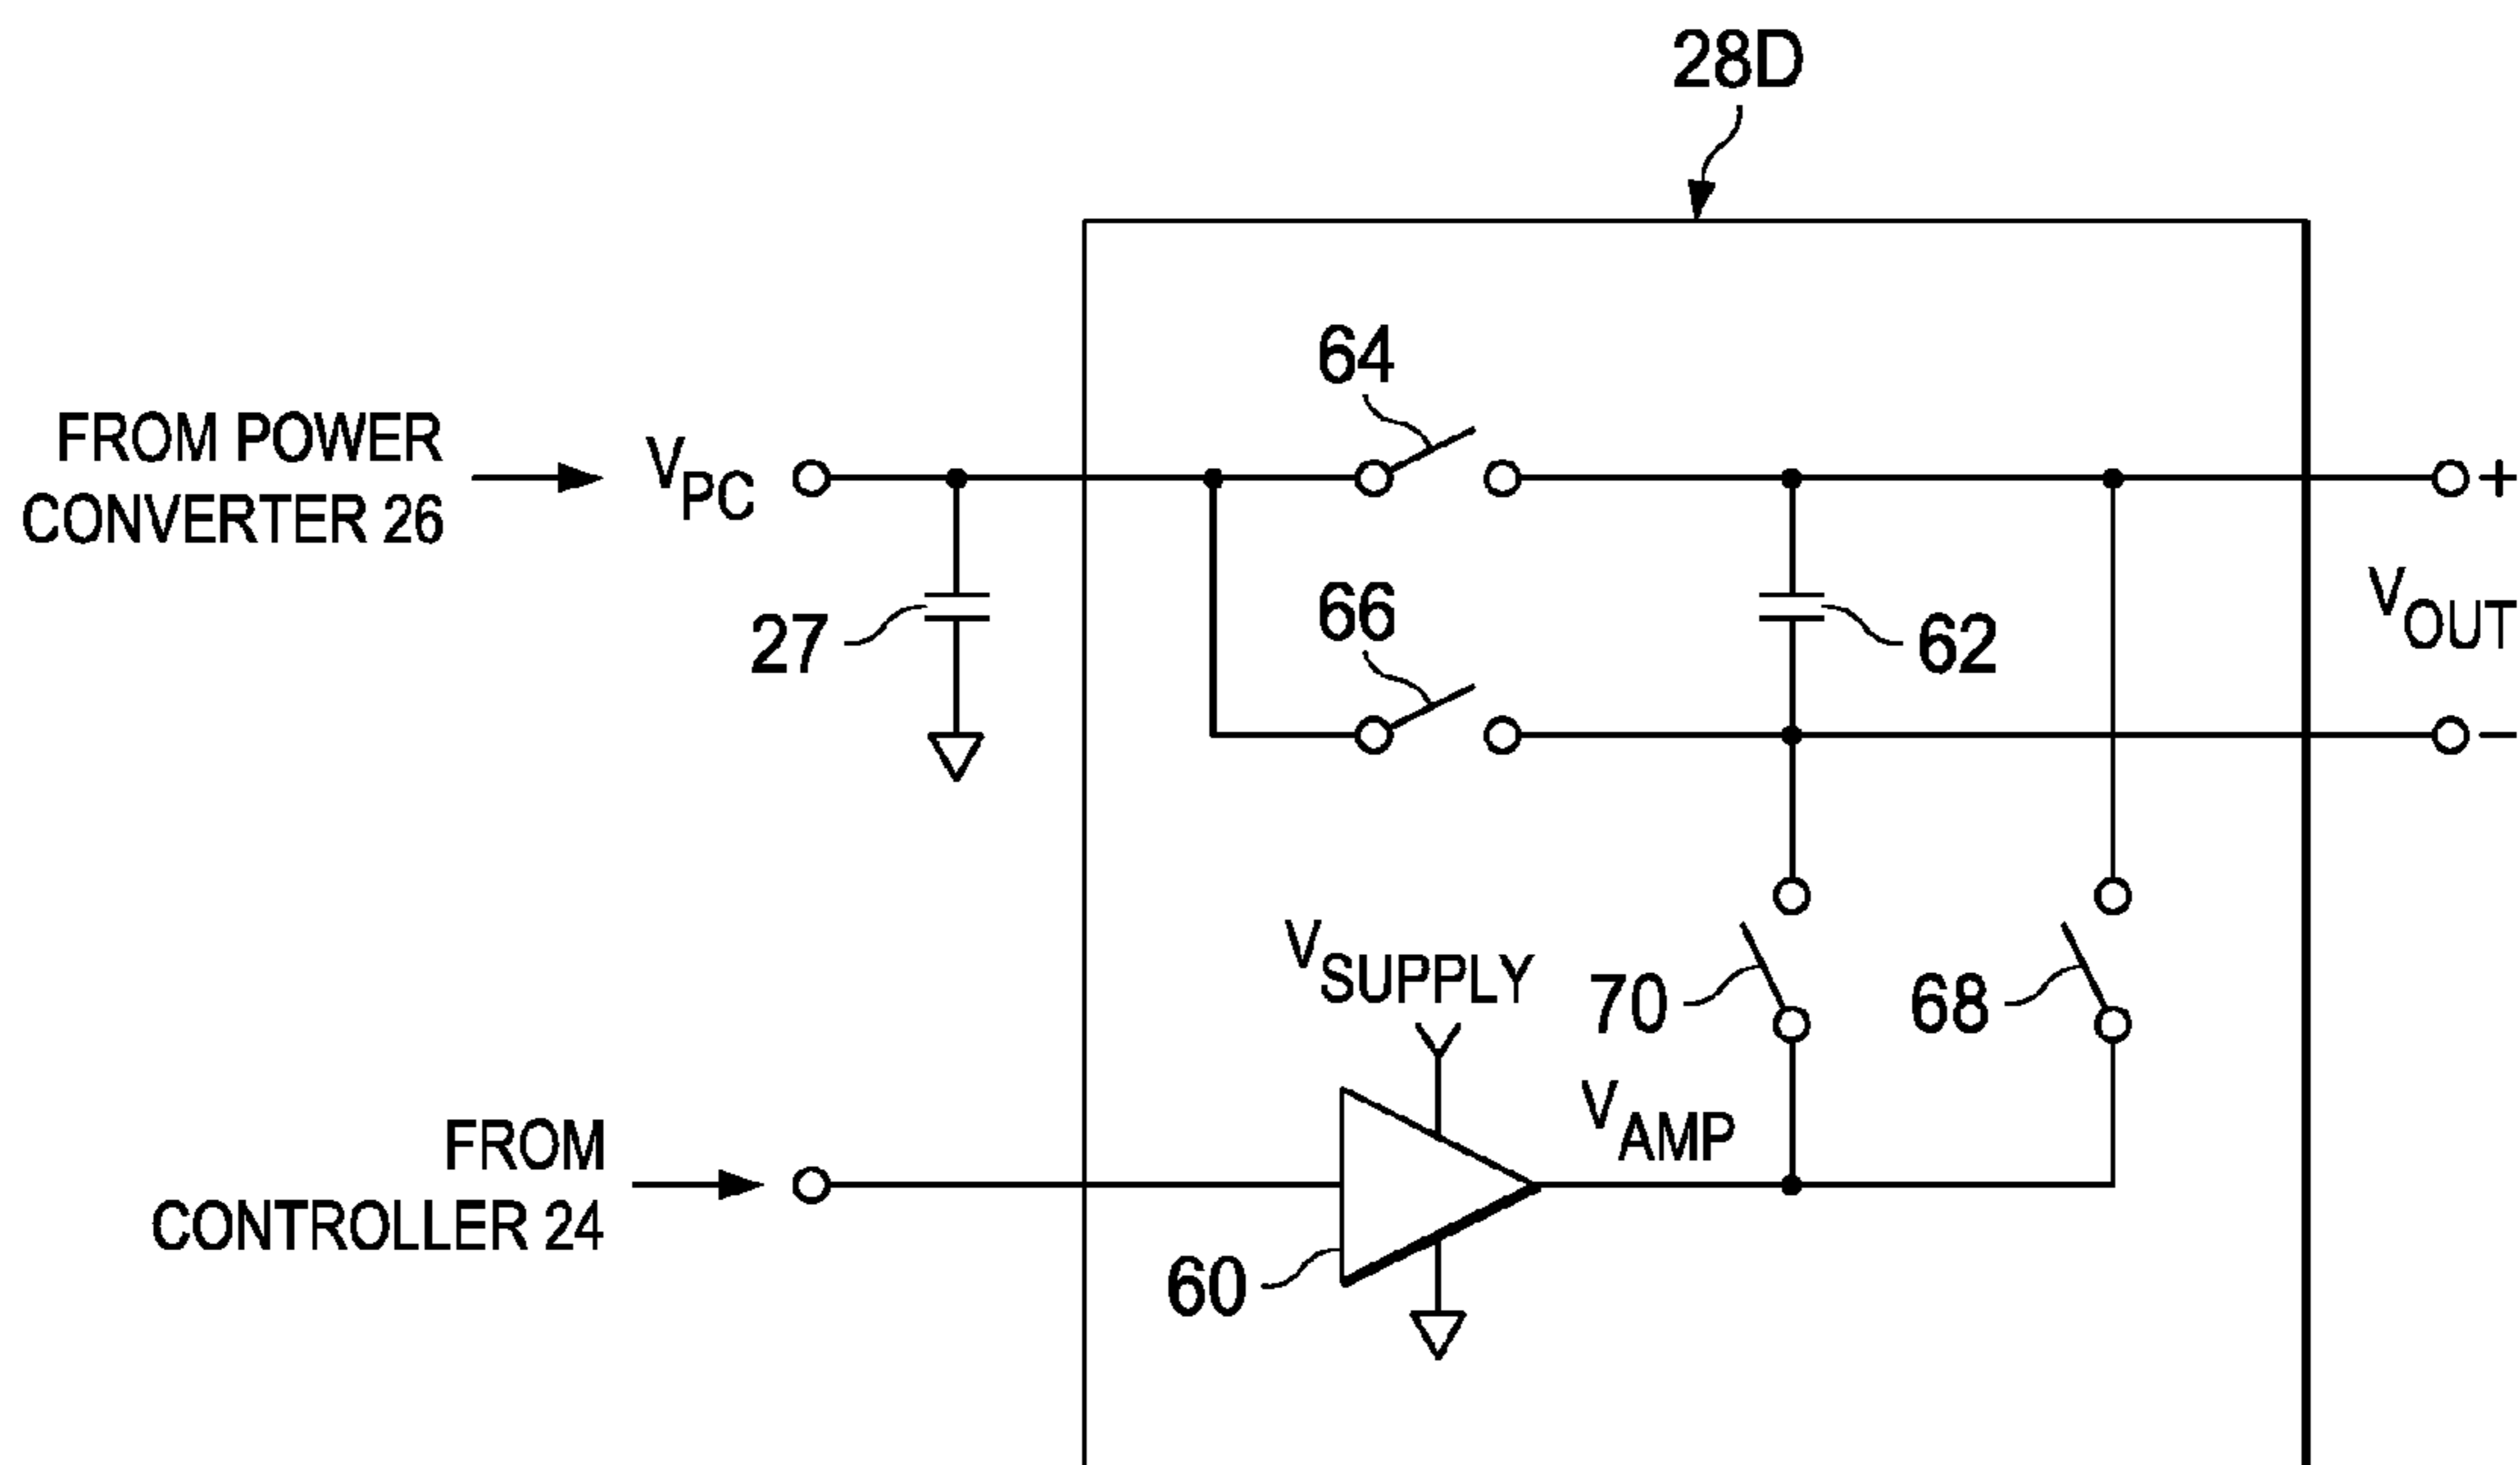 28D
64
FROM POWER
CONVERTER 26
VPC
+
27
66
62
VOUT
−
VSUPPLY
70
68
VAMP
FROM
CONTROLLER 24
60